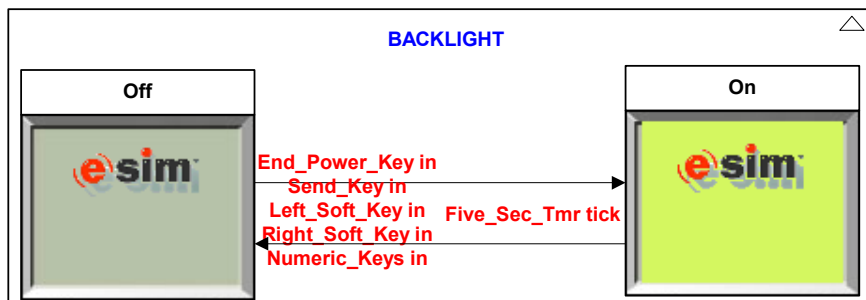 BACKLIGHT
Off
On
esim
esim
End_Power_Key in
Send_Key in
Left_Soft_Key in
Five_Sec_Tmr tick
Right_Soft_Key in
Numeric_Keys in